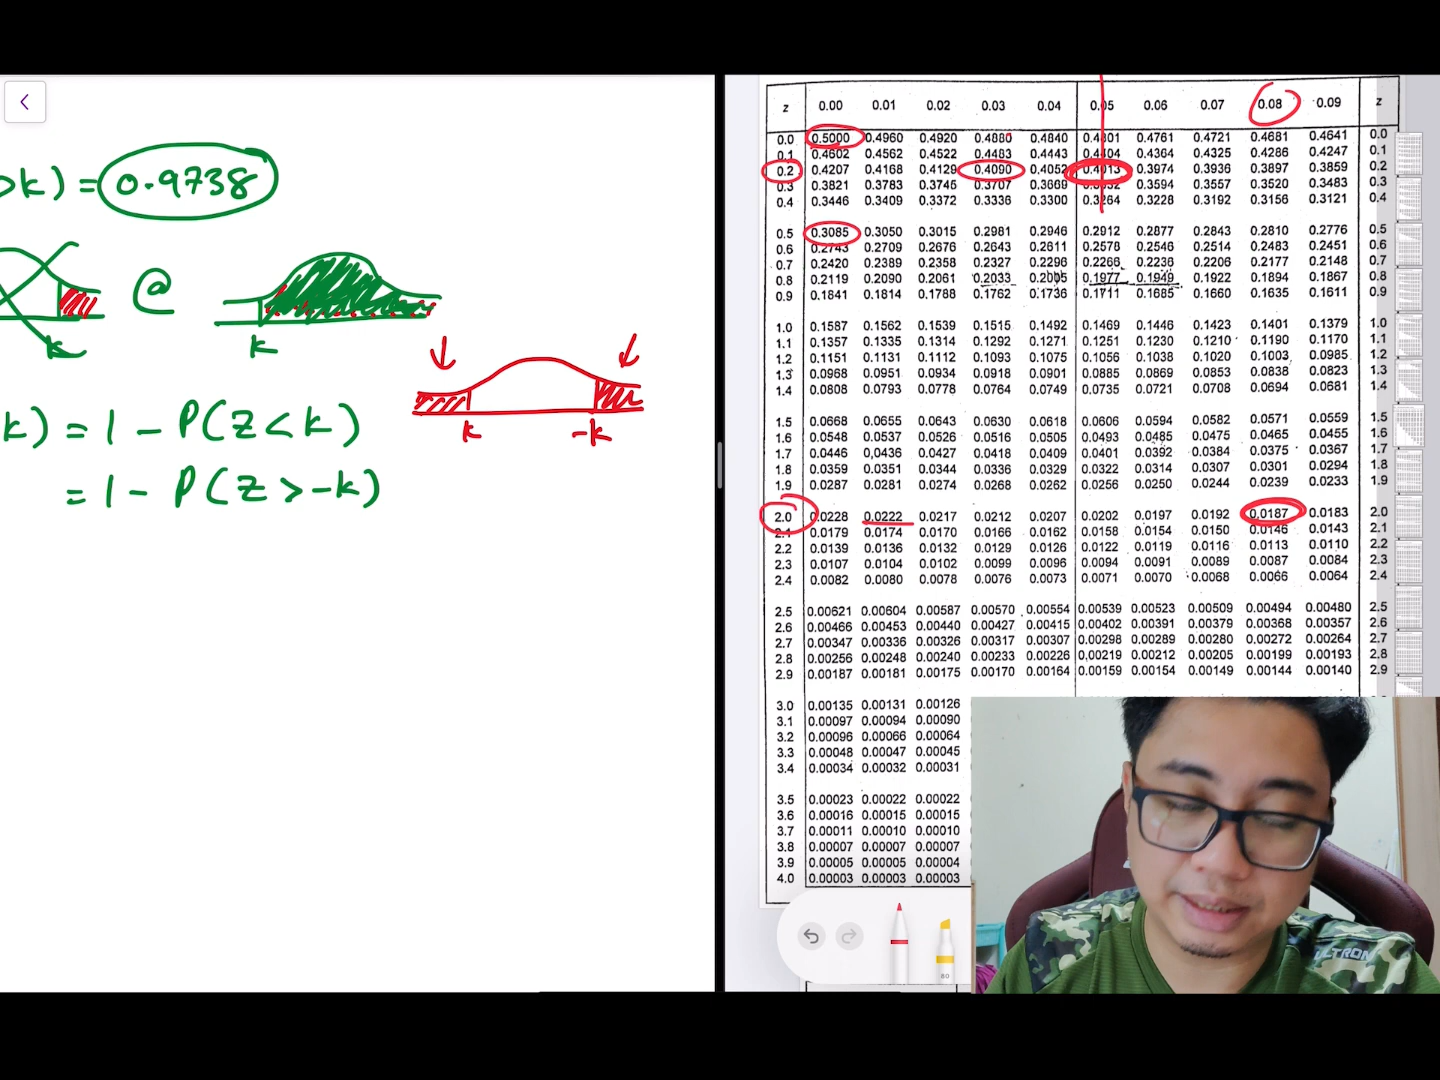 >k) = 0.9738
k @ k
k -k
k) = 1 - P(Z < k)
= 1 - P(Z > -k)
z 0.00 0.01 0.02 0.03 0.04 0.05 0.06 0.07 0.08 0.09 z
0.0 0.5000 0.4960 0.4920 0.4880 0.4840 0.4801 0.4761 0.4721 0.4681 0.4641 0.0
0.1 0.4602 0.4562 0.4522 0.4483 0.4443 0.4404 0.4364 0.4325 0.4286 0.4247 0.1
0.2 0.4207 0.4168 0.4129 0.4090 0.4052 0.4013 0.3974 0.3936 0.3897 0.3859 0.2
0.3 0.3821 0.3783 0.3745 0.3707 0.3669 0.3632 0.3594 0.3557 0.3520 0.3483 0.3
0.4 0.3446 0.3409 0.3372 0.3336 0.3300 0.3264 0.3228 0.3192 0.3156 0.3121 0.4
0.5 0.3085 0.3050 0.3015 0.2981 0.2946 0.2912 0.2877 0.2843 0.2810 0.2776 0.5
0.6 0.2743 0.2709 0.2676 0.2643 0.2611 0.2578 0.2546 0.2514 0.2483 0.2451 0.6
0.7 0.2420 0.2389 0.2358 0.2327 0.2296 0.2266 0.2236 0.2206 0.2177 0.2148 0.7
0.8 0.2119 0.2090 0.2061 0.2033 0.2005 0.1977 0.1949 0.1922 0.1894 0.1867 0.8
0.9 0.1841 0.1814 0.1788 0.1762 0.1736 0.1711 0.1685 0.1660 0.1635 0.1611 0.9
1.0 0.1587 0.1562 0.1539 0.1515 0.1492 0.1469 0.1446 0.1423 0.1401 0.1379 1.0
1.1 0.1357 0.1335 0.1314 0.1292 0.1271 0.1251 0.1230 0.1210 0.1190 0.1170 1.1
1.2 0.1151 0.1131 0.1112 0.1093 0.1075 0.1056 0.1038 0.1020 0.1003 0.0985 1.2
1.3 0.0968 0.0951 0.0934 0.0918 0.0901 0.0885 0.0869 0.0853 0.0838 0.0823 1.3
1.4 0.0808 0.0793 0.0778 0.0764 0.0749 0.0735 0.0721 0.0708 0.0694 0.0681 1.4
1.5 0.0668 0.0655 0.0643 0.0630 0.0618 0.0606 0.0594 0.0582 0.0571 0.0559 1.5
1.6 0.0548 0.0537 0.0526 0.0516 0.0505 0.0493 0.0485 0.0475 0.0465 0.0455 1.6
1.7 0.0446 0.0436 0.0427 0.0418 0.0409 0.0401 0.0392 0.0384 0.0375 0.0367 1.7
1.8 0.0359 0.0351 0.0344 0.0336 0.0329 0.0322 0.0314 0.0307 0.0301 0.0294 1.8
1.9 0.0287 0.0281 0.0274 0.0268 0.0262 0.0256 0.0250 0.0244 0.0239 0.0233 1.9
2.0 0.0228 0.0222 0.0217 0.0212 0.0207 0.0202 0.0197 0.0192 0.0187 0.0183 2.0
2.1 0.0179 0.0174 0.0170 0.0166 0.0162 0.0158 0.0154 0.0150 0.0146 0.0143 2.1
2.2 0.0139 0.0136 0.0132 0.0129 0.0126 0.0122 0.0119 0.0116 0.0113 0.0110 2.2
2.3 0.0107 0.0104 0.0102 0.0099 0.0096 0.0094 0.0091 0.0089 0.0087 0.0084 2.3
2.4 0.0082 0.0080 0.0078 0.0076 0.0073 0.0071 0.0070 0.0068 0.0066 0.0064 2.4
2.5 0.00621 0.00604 0.00587 0.00570 0.00554 0.00539 0.00523 0.00509 0.00494 0.00480 2.5
2.6 0.00466 0.00453 0.00440 0.00427 0.00415 0.00402 0.00391 0.00379 0.00368 0.00357 2.6
2.7 0.00347 0.00336 0.00326 0.00317 0.00307 0.00298 0.00289 0.00280 0.00272 0.00264 2.7
2.8 0.00256 0.00248 0.00240 0.00233 0.00226 0.00219 0.00212 0.00205 0.00199 0.00193 2.8
2.9 0.00187 0.00181 0.00175 0.00170 0.00164 0.00159 0.00154 0.00149 0.00144 0.00140 2.9
3.0 0.00135 0.00131 0.00126
3.1 0.00097 0.00094 0.00090
3.2 0.00096 0.00066 0.00064
3.3 0.00048 0.00047 0.00045
3.4 0.00034 0.00032 0.00031
3.5 0.00023 0.00022 0.00022
3.6 0.00016 0.00015 0.00015
3.7 0.00011 0.00010 0.00010
3.8 0.00007 0.00007 0.00007
3.9 0.00005 0.00005 0.00004
4.0 0.00003 0.00003 0.00003
80
ULTRON